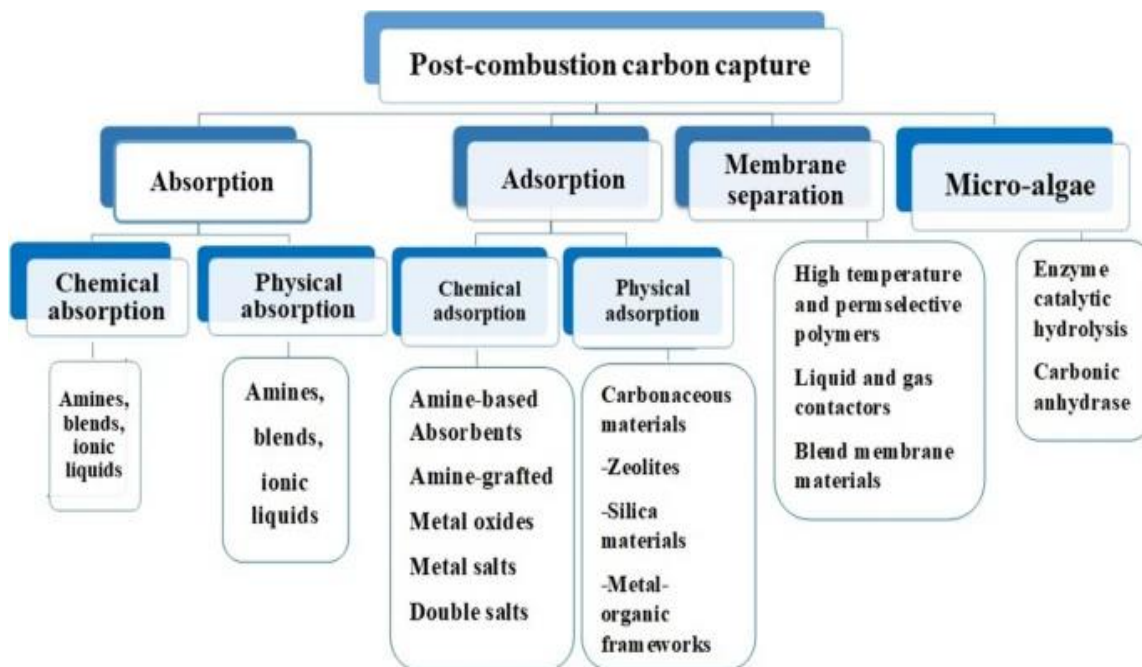 Post-combustion carbon capture
Absorption
Adsorption
Membrane
separation
Micro-algae
Chemical
absorption
Physical
absorption
Chemical
adsorption
Physical
adsorption
Amines,
blends,
ionic
liquids
Amines,
blends,
ionic
liquids
Amine-based
Absorbents
Amine-grafted
Metal oxides
Metal salts
Double salts
Carbonaceous
materials
-Zeolites
-Silica
materials
-Metal-
organic
frameworks
High temperature
and permselective
polymers
Liquid and gas
contactors
Blend membrane
materials
Enzyme
catalytic
hydrolysis
Carbonic
anhydrase